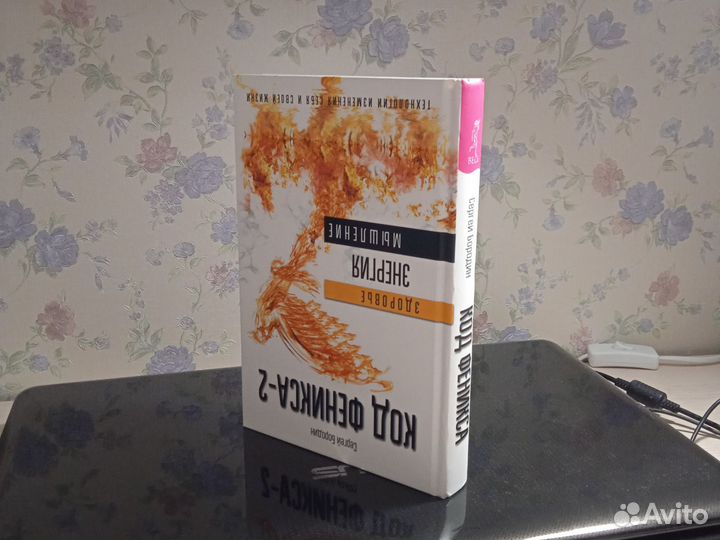 Сергей Бородин
КОД ФЕНИКСА-2
ЗДОРОВЬЕ
ЭНЕРГИЯ
МЫШЛЕНИЕ
ТЕХНОЛОГИИ ИЗМЕНЕНИЯ СЕБЯ И СВОЕЙ ЖИЗНИ
КОД ФЕНИКСА
Сергей Бородин
Avito